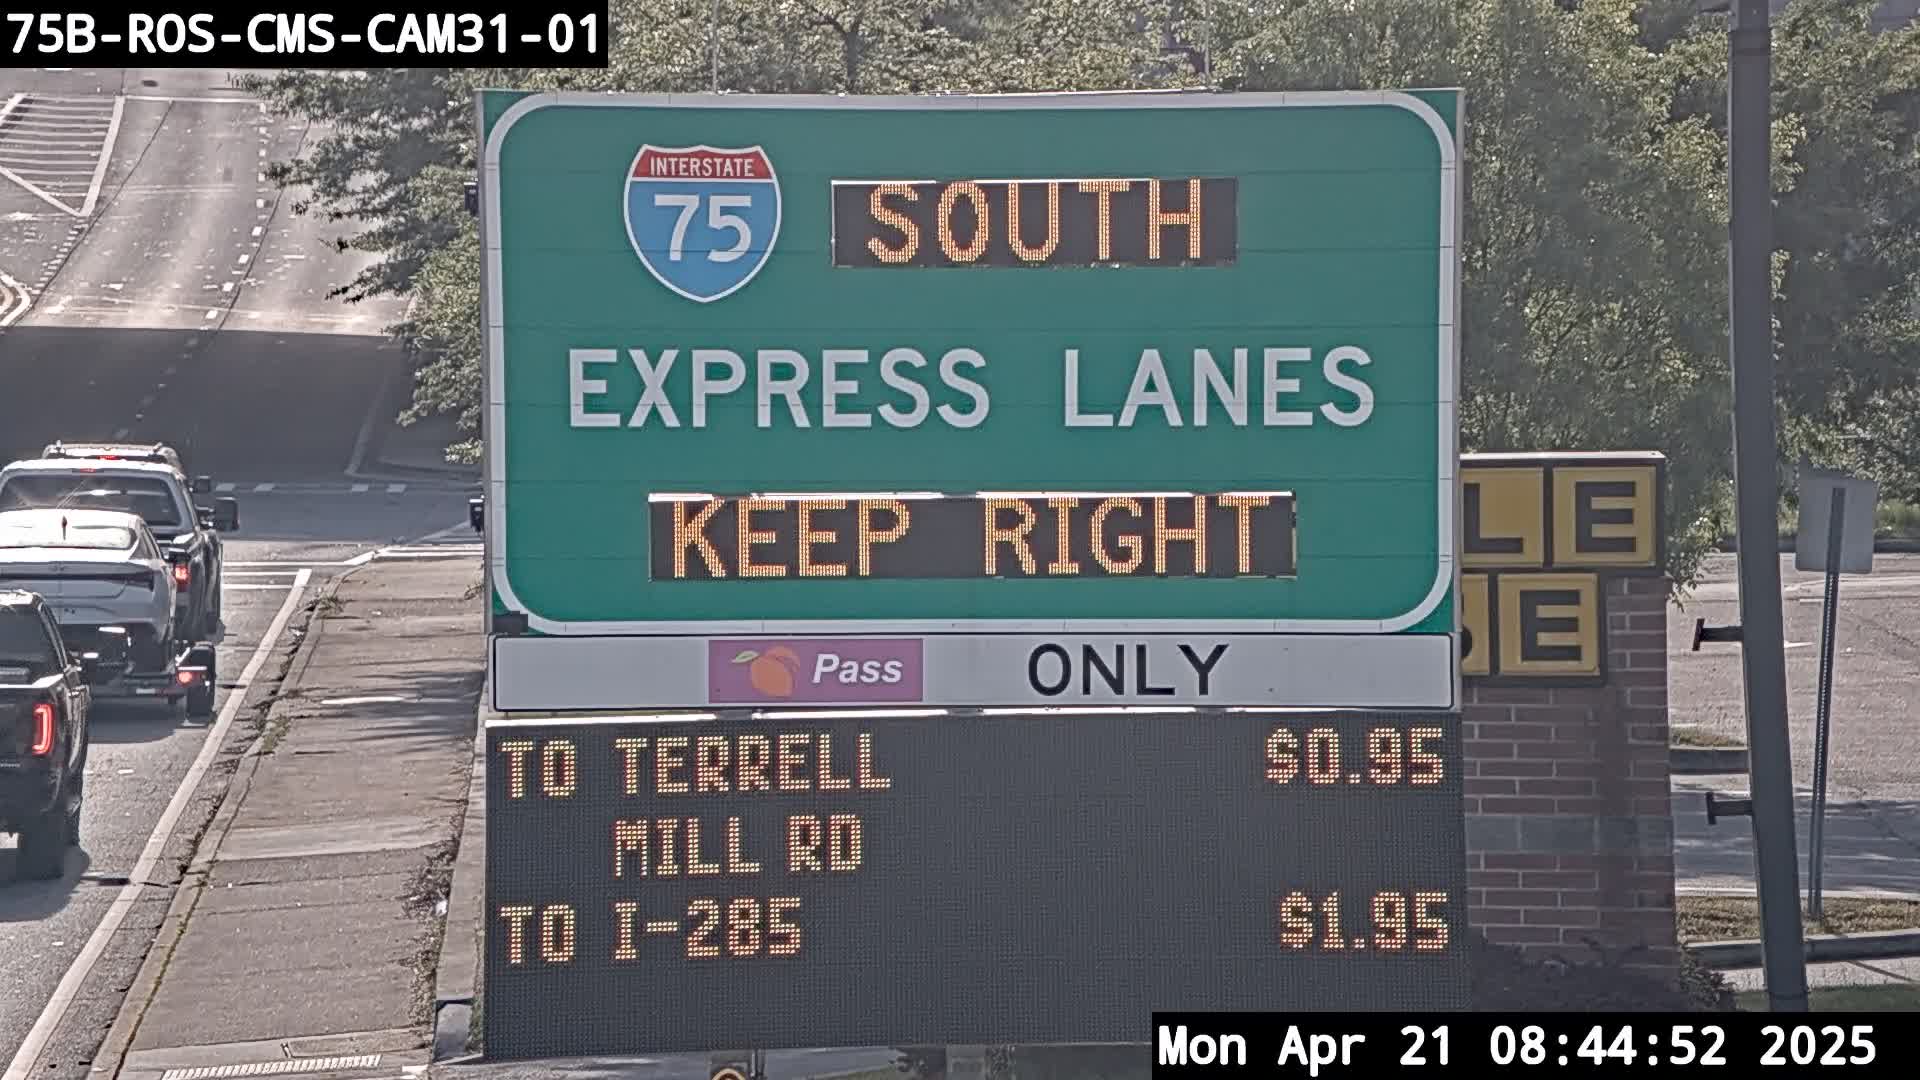 75B-ROS-CMS-CAM31-01
INTERSTATE
75
SOUTH
EXPRESS LANES
KEEP RIGHT
Pass ONLY
TO TERRELL $0.95
MILL RD
TO I-285 $1.95
LE
E
Mon Apr 21 08:44:52 2025